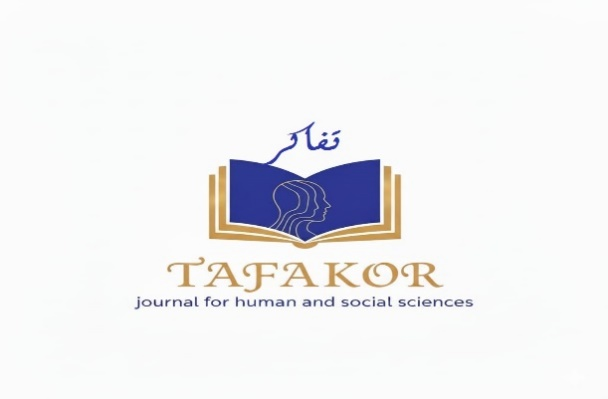 تفاكر
TAFAKOR
journal for human and social sciences